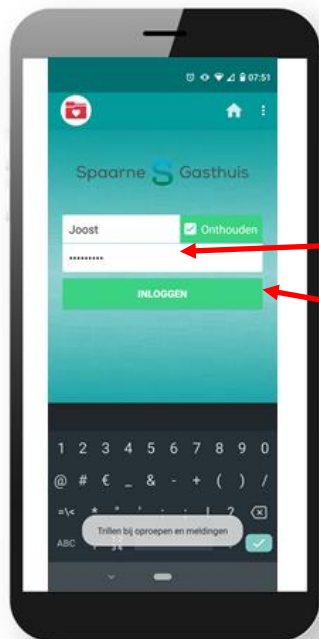 07:51
Spaarne S Gasthuis
Joost
Onthouden
•••••••••
INLOGGEN
1 2 3 4 5 6 7 8 9 0
@ # € _ & - + ( ) /
=\< * " ' : ; ! ?
Trillen bij oproepen en meldingen
ABC